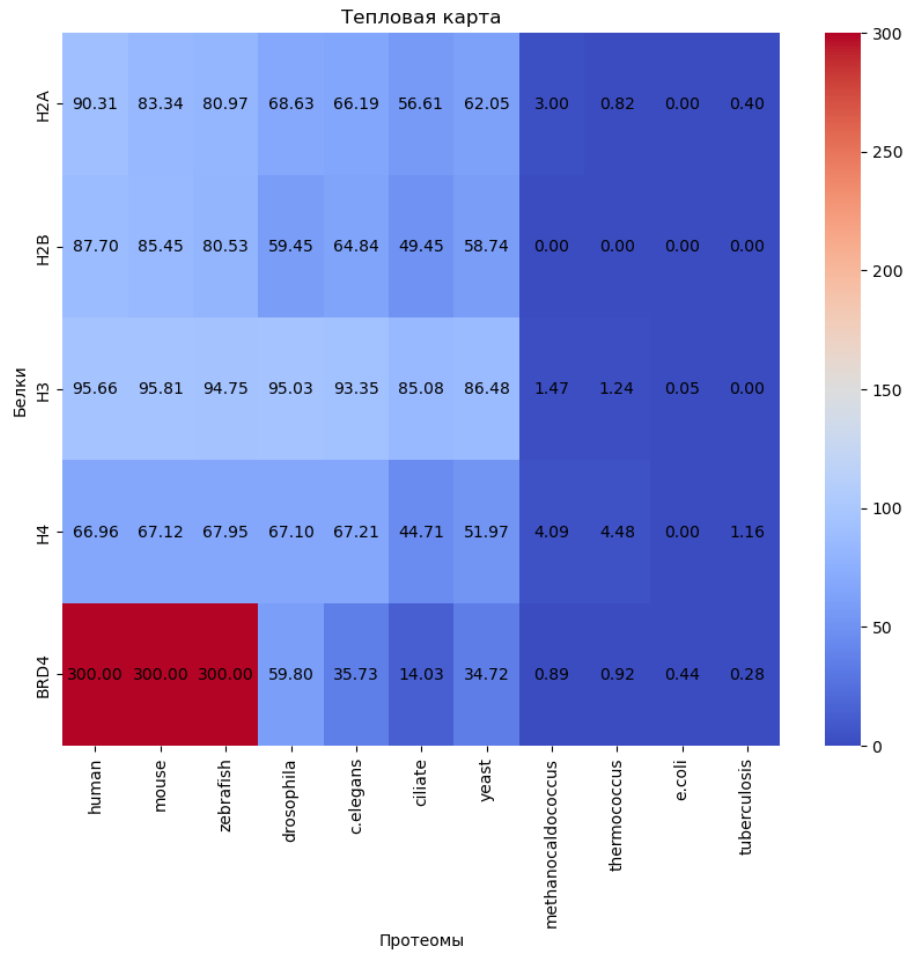 Тепловая карта
H2A 90.31 83.34 80.97 68.63 66.19 56.61 62.05 3.00 0.82 0.00 0.40
H2B 87.70 85.45 80.53 59.45 64.84 49.45 58.74 0.00 0.00 0.00 0.00
H3 95.66 95.81 94.75 95.03 93.35 85.08 86.48 1.47 1.24 0.05 0.00
H4 66.96 67.12 67.95 67.10 67.21 44.71 51.97 4.09 4.48 0.00 1.16
BRD4 300.00 300.00 300.00 59.80 35.73 14.03 34.72 0.89 0.92 0.44 0.28
Белки
human mouse zebrafish drosophila c.elegans ciliate yeast methanocaldococcus thermococcus e.coli tuberculosis
Протеомы
300
250
200
150
100
50
0